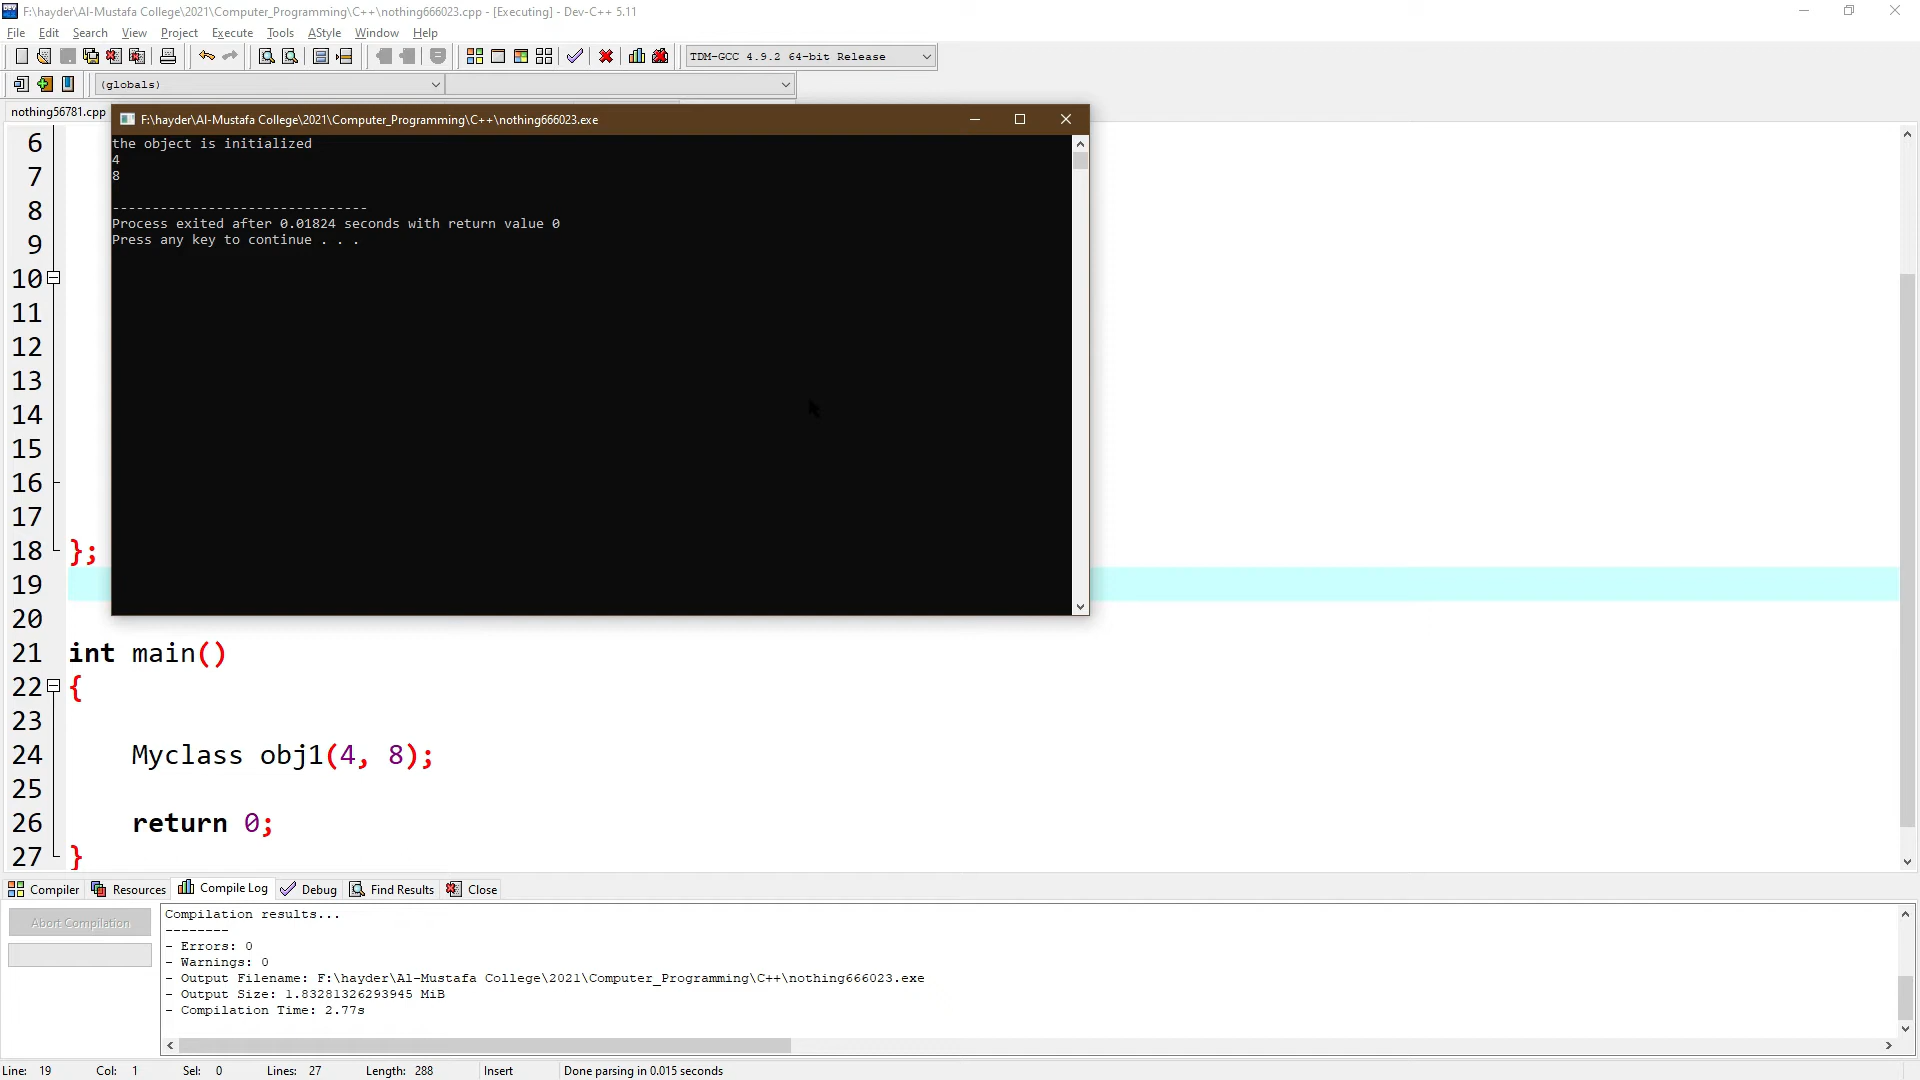 F:\hayder\Al-Mustafa College\2021\Computer_Programming\C++\nothing666023.cpp - [Executing] - Dev-C++ 5.11
File Edit Search View Project Execute Tools AStyle Window Help
TDM-GCC 4.9.2 64-bit Release
(globals)
nothing56781.cpp
F:\hayder\Al-Mustafa College\2021\Computer_Programming\C++\nothing666023.exe
the object is initialized
4
8
--------------------------------
Process exited after 0.01824 seconds with return value 0
Press any key to continue . . .
6
7
8
9
10
11
12
13
14
15
16
17
18 };
19
20
21 int main()
22 {
23
24 Myclass obj1(4, 8);
25
26 return 0;
27 }
Compiler Resources Compile Log Debug Find Results Close
Abort Compilation
Compilation results...
--------
- Errors: 0
- Warnings: 0
- Output Filename: F:\hayder\Al-Mustafa College\2021\Computer_Programming\C++\nothing666023.exe
- Output Size: 1.83281326293945 MiB
- Compilation Time: 2.77s
Line: 19 Col: 1 Sel: 0 Lines: 27 Length: 288 Insert Done parsing in 0.015 seconds